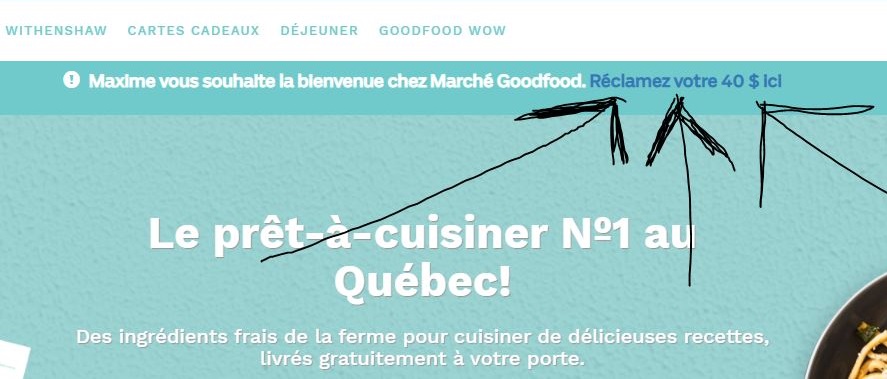 WITHENSHAW CARTES CADEAUX DÉJEUNER GOODFOOD WOW
! Maxime vous souhaite la bienvenue chez Marché Goodfood. Réclamez votre 40 $ ici
Le prêt-à-cuisiner Nº1 au
Québec!
Des ingrédients frais de la ferme pour cuisiner de délicieuses recettes,
livrés gratuitement à votre porte.